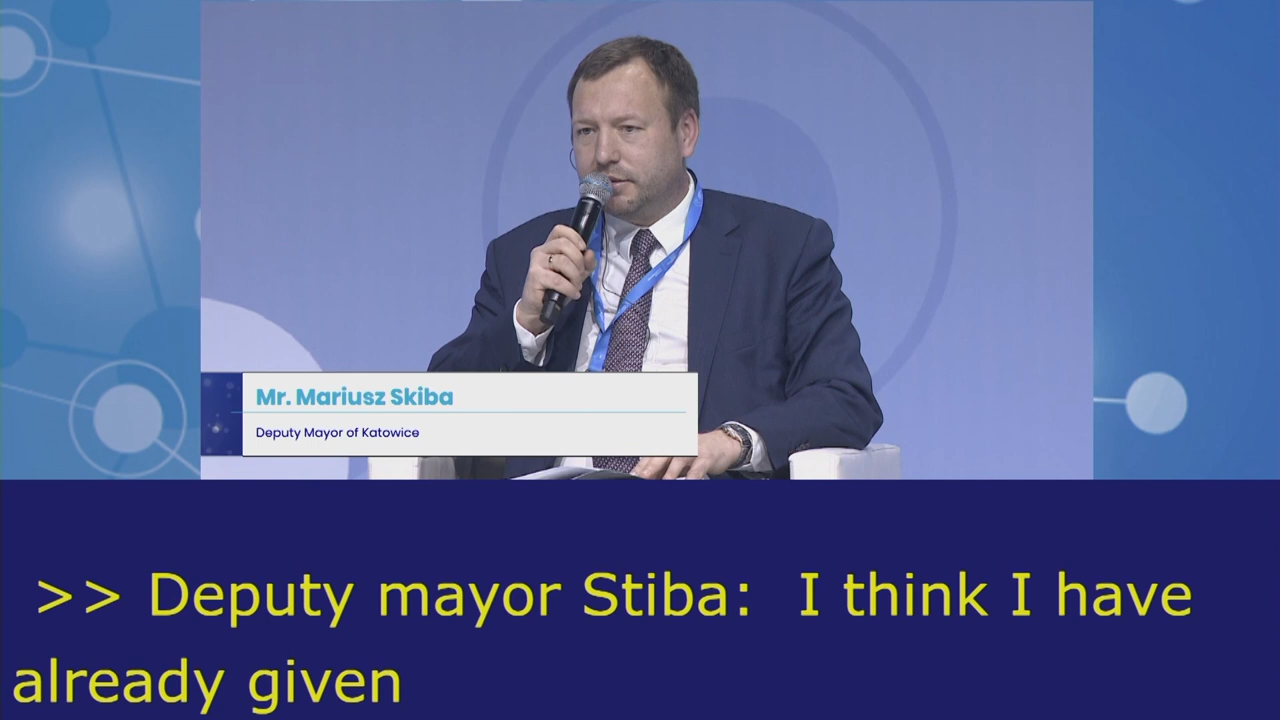 Mr. Mariusz Skiba
Deputy Mayor of Katowice
>> Deputy mayor Stiba: I think I have
already given